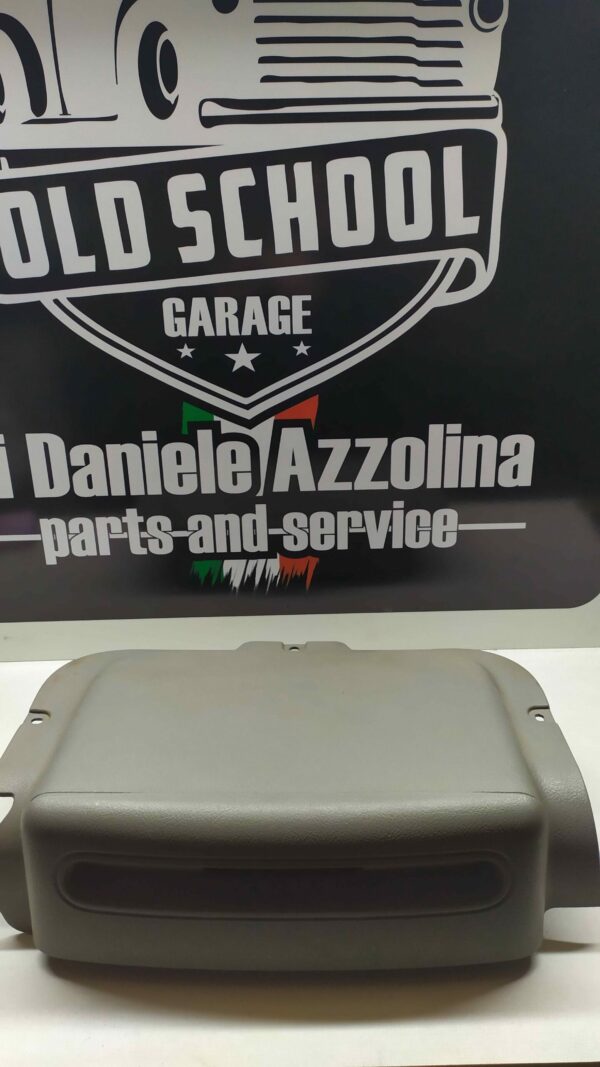 OLD SCHOOL
GARAGE
i Daniele Azzolina
parts and service